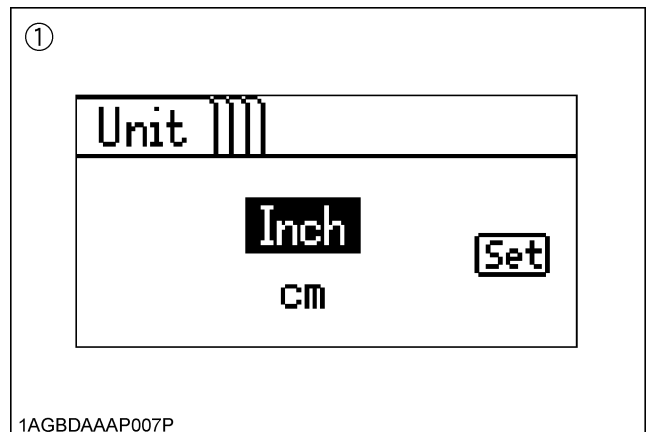 ①
Unit
Inch
Set
cm
1AGBDAAAP007P